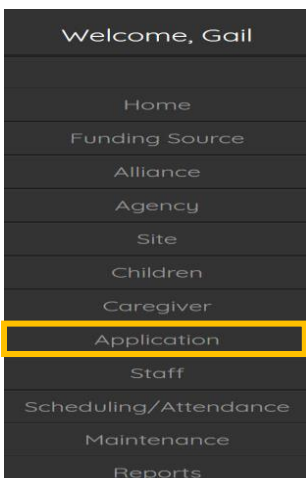 Welcome, Gail
Home
Funding Source
Alliance
Agency
Site
Children
Caregiver
Application
Staff
Scheduling/Attendance
Maintenance
Reports